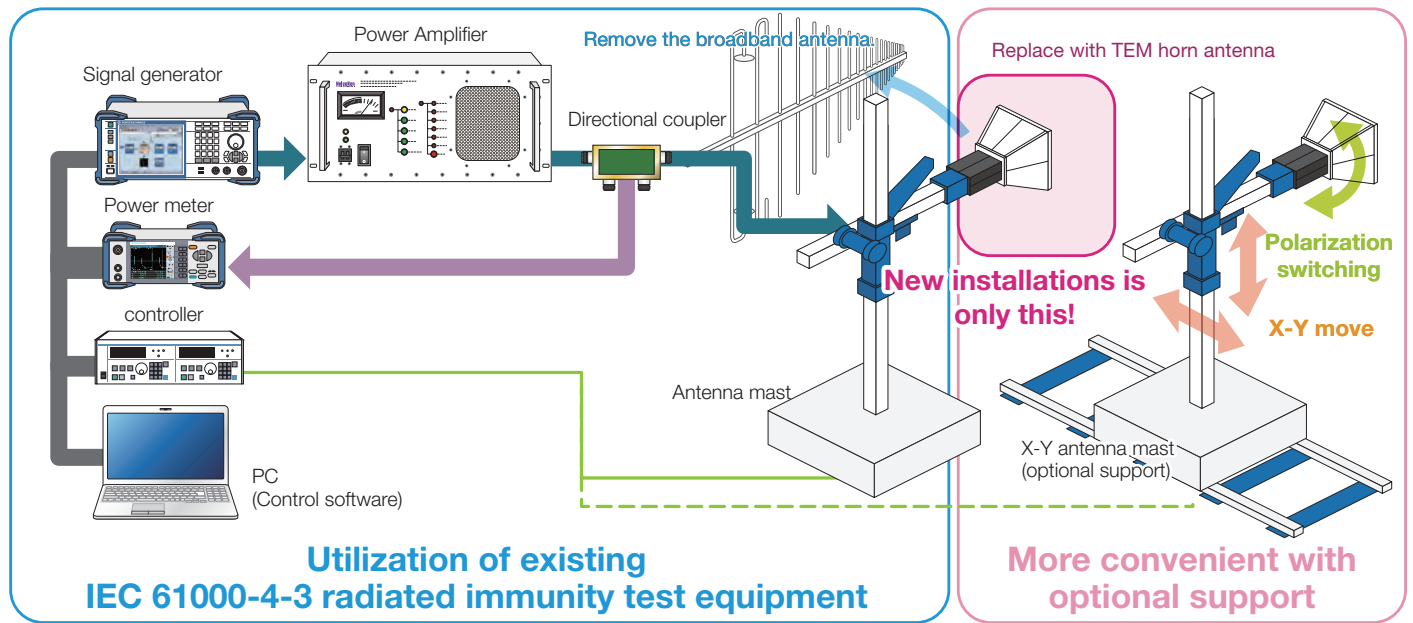 Power Amplifier
Remove the broadband antenna.
Replace with TEM horn antenna
Signal generator
Directional coupler
Power meter
Polarization
switching
New installations is
only this!
controller
X-Y move
Antenna mast
X-Y antenna mast
(optional support)
PC
(Control software)
Utilization of existing
IEC 61000-4-3 radiated immunity test equipment
More convenient with
optional support